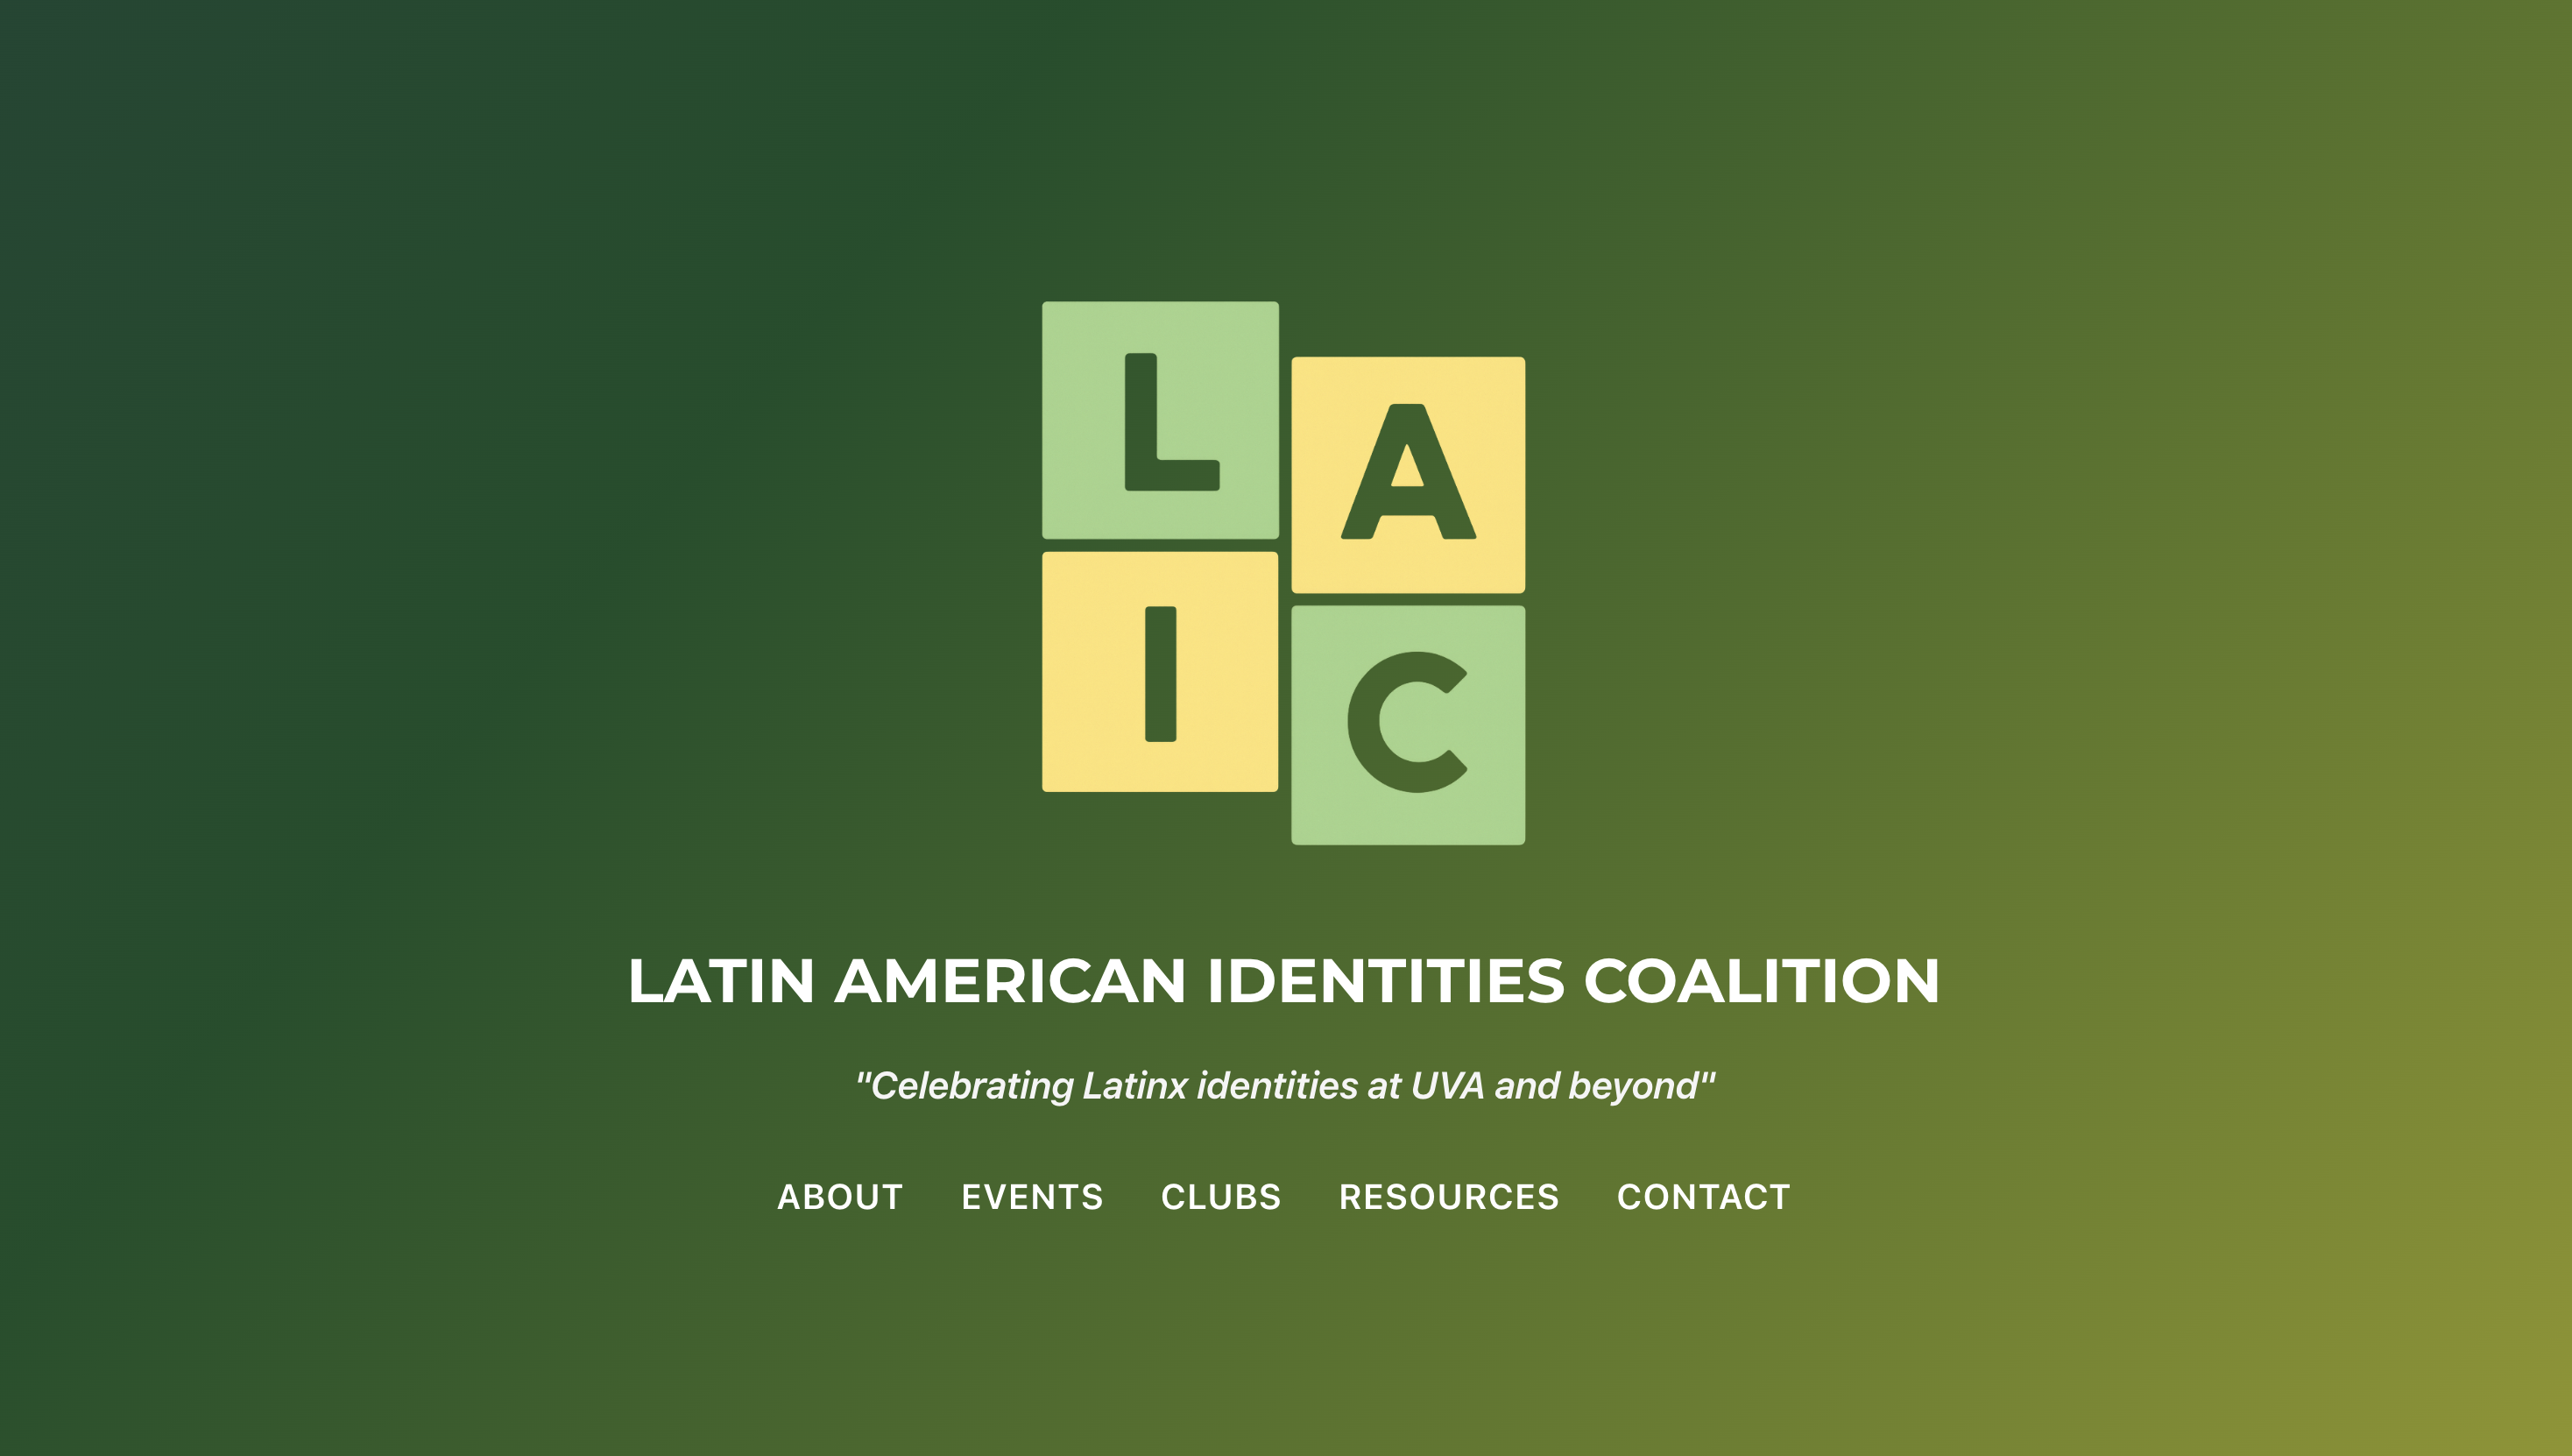 L A
I C
LATIN AMERICAN IDENTITIES COALITION
"Celebrating Latinx identities at UVA and beyond"
ABOUT EVENTS CLUBS RESOURCES CONTACT